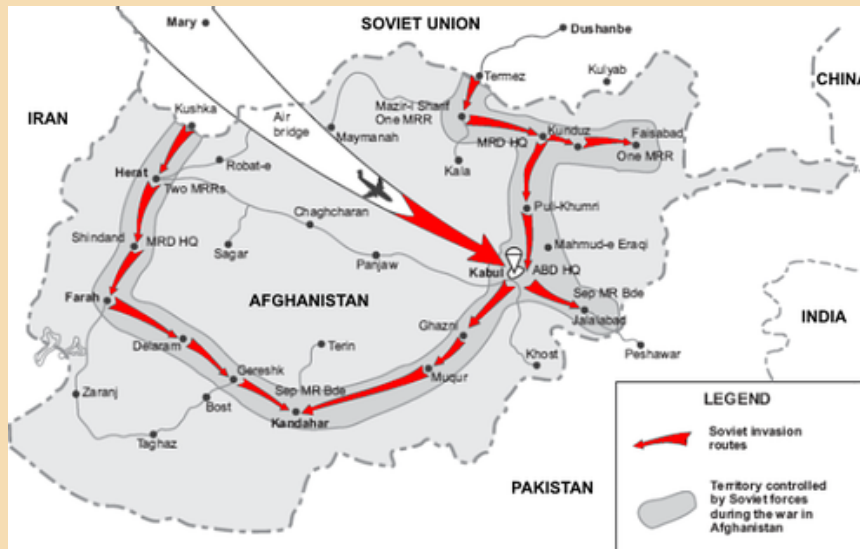 SOVIET UNION
Mary
Dushanbe
Termez
Kulyab
CHINA
IRAN
Kushka
Air
bridge
Maymanah
Mazir-i Sharif
One MRR
MRD HQ
Kunduz
Faisabad
One MRR
Kala
Herat
Robat-e
Two MRRs
Puli-Khumri
Chaghcharan
Shindand
MRD HQ
Sagar
Panjaw
Mahmud-e Eraqi
Kabul
ABD HQ
Farah
AFGHANISTAN
Sep MR Bde
Jalalabad
INDIA
Ghazni
Peshawar
Delaram
Terin
Khost
Gereshk
Sep MR Bde
Muqur
Zaranj
Bost
Kandahar
Taghaz
PAKISTAN
LEGEND
Soviet invasion
routes
Territory controlled
by Soviet forces
during the war in
Afghanistan